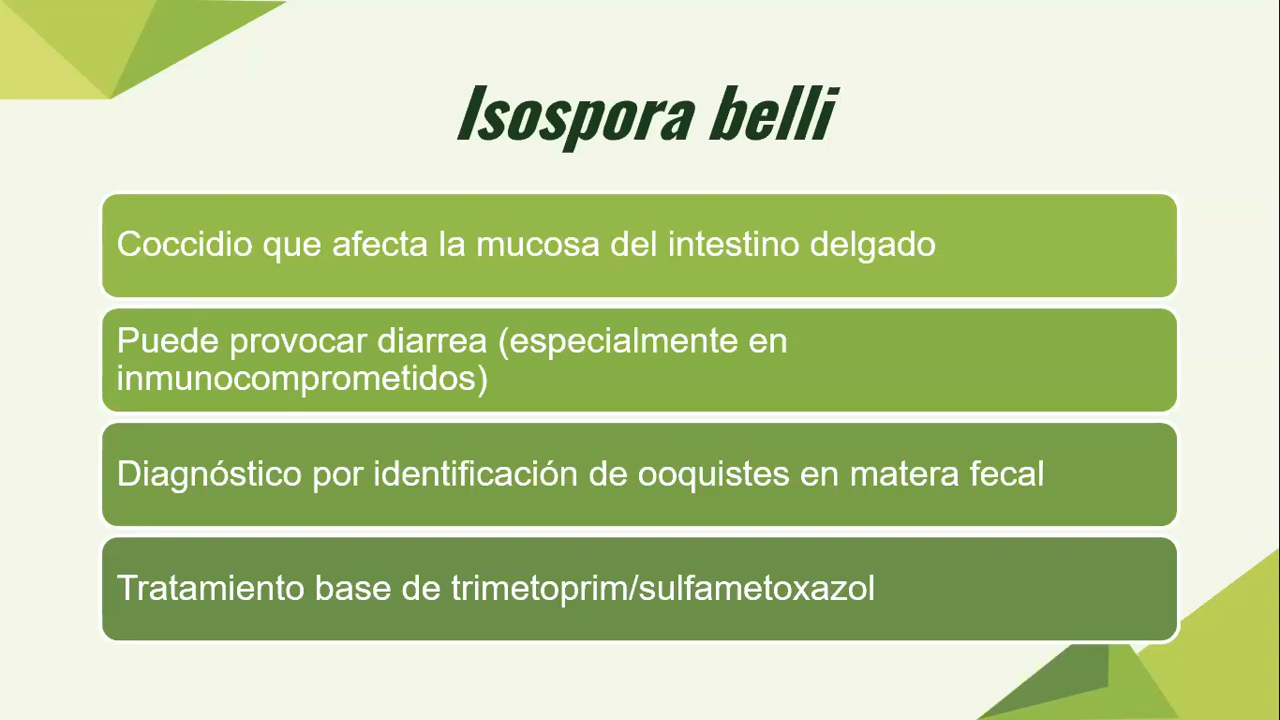 Isospora belli
Coccidio que afecta la mucosa del intestino delgado
Puede provocar diarrea (especialmente en
inmunocomprometidos)
Diagnóstico por identificación de ooquistes en matera fecal
Tratamiento base de trimetoprim/sulfametoxazol